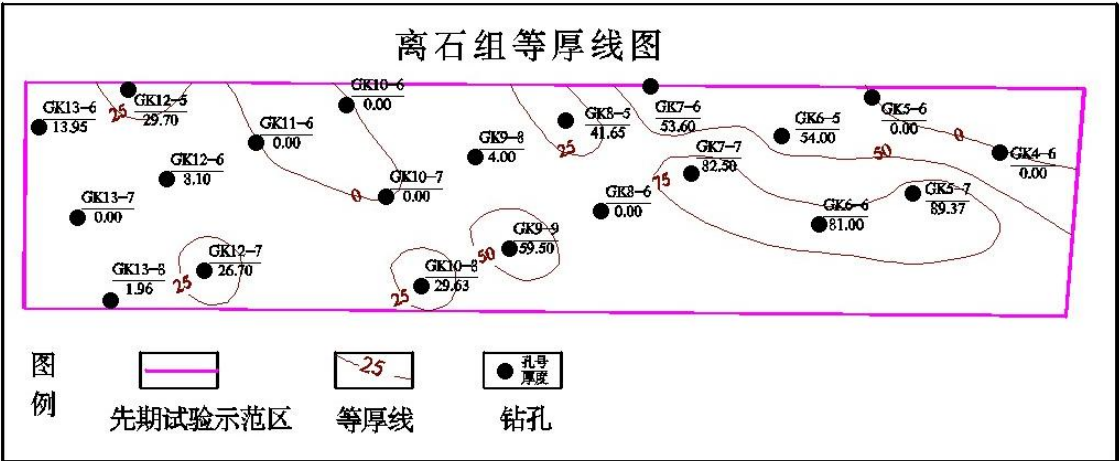 离石组等厚线图
GK13-6
13.95
GK12-5
29.70
25
GK10-6
0.00
GK11-6
0.00
GK12-6
3.10
GK13-7
0.00
GK10-7
0.00
0
GK9-8
4.00
GK8-5
41.65
25
GK7-6
53.60
GK6-5
54.00
GK5-6
0.00
0
50
GK4-6
0.00
GK7-7
82.50
75
GK8-6
0.00
GK6-6
81.00
GK5-7
89.37
GK9-9
59.50
50
GK12-7
26.70
25
GK13-8
1.96
GK10-8
29.63
25
图例
25
孔号
厚度
先期试验示范区
等厚线
钻孔